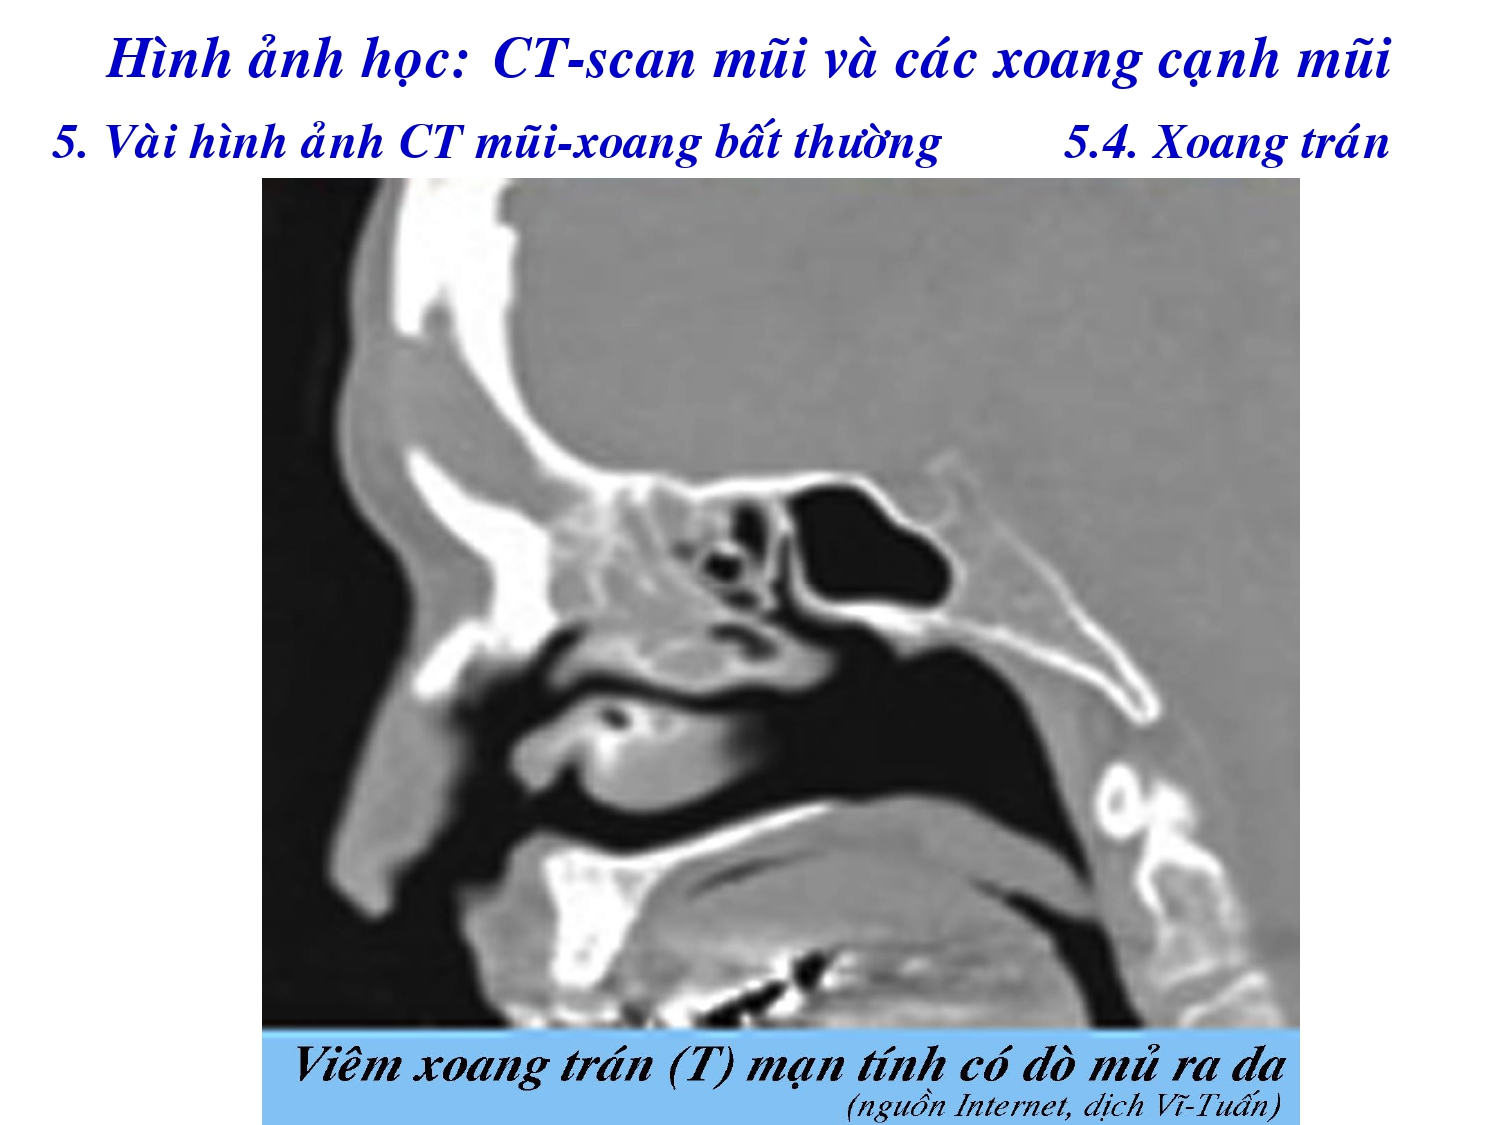 Hình ảnh học: CT-scan mũi và các xoang cạnh mũi
5. Vài hình ảnh CT mũi-xoang bất thường 5.4. Xoang trán
Viêm xoang trán (T) mạn tính có dò mủ ra da
(nguồn Internet, dịch Vĩ-Tuấn)